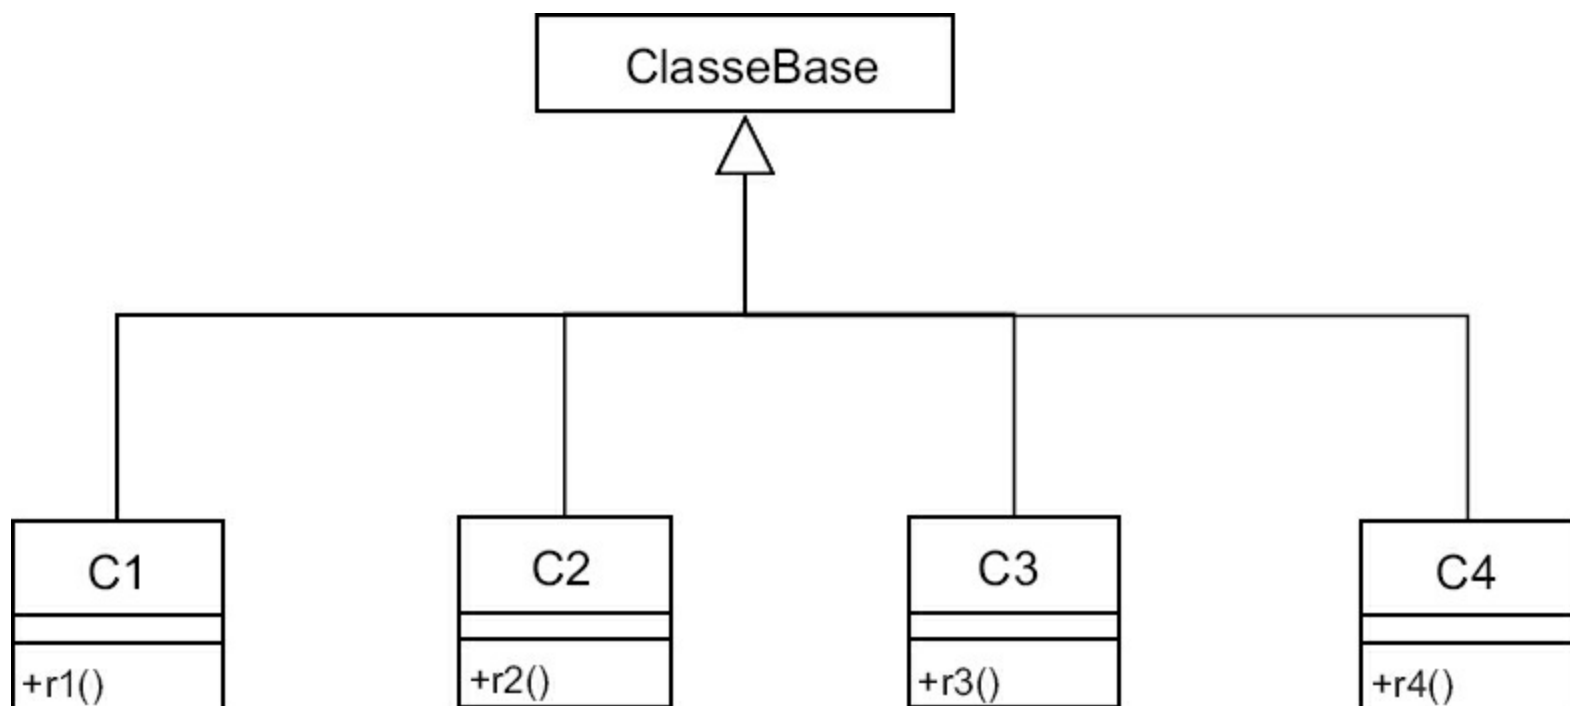 ClasseBase
C1
C2
C3
C4
+r1()
+r2()
+r3()
+r4()